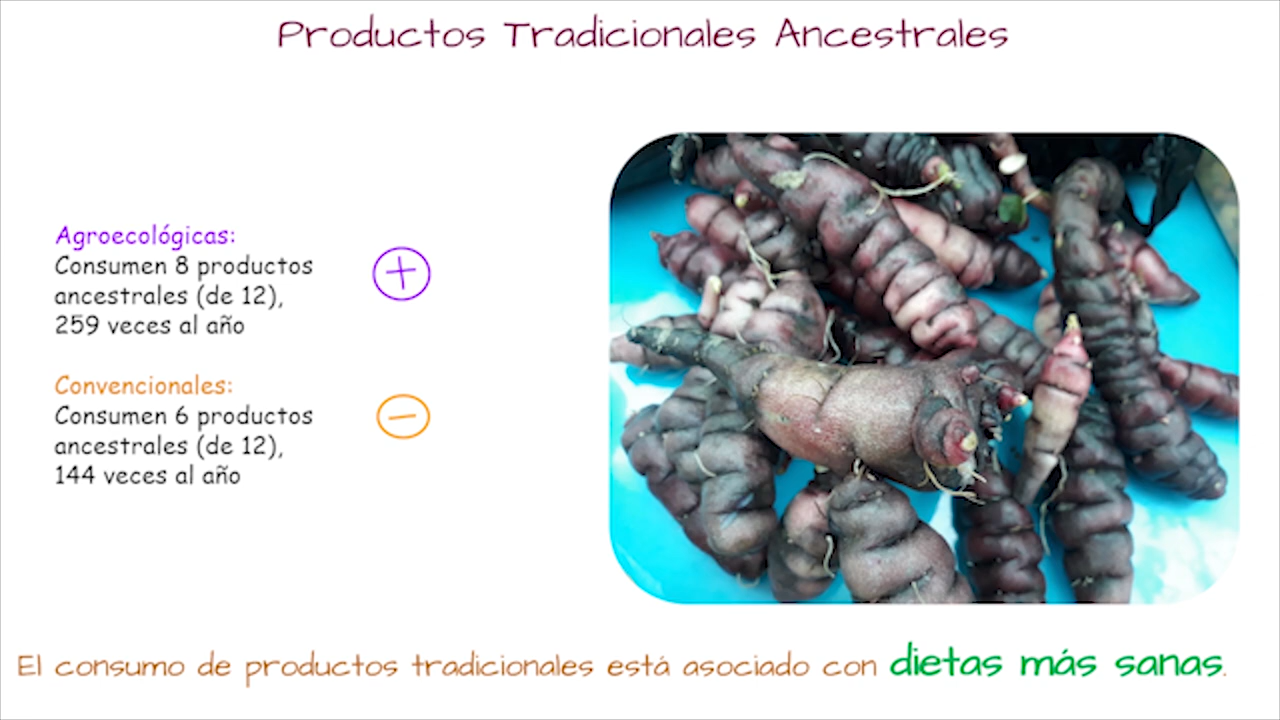 Productos Tradicionales Ancestrales
Agroecológicas:
Consumen 8 productos
ancestrales (de 12),
259 veces al año
Convencionales:
Consumen 6 productos
ancestrales (de 12),
144 veces al año
El consumo de productos tradicionales está asociado con dietas más sanas.